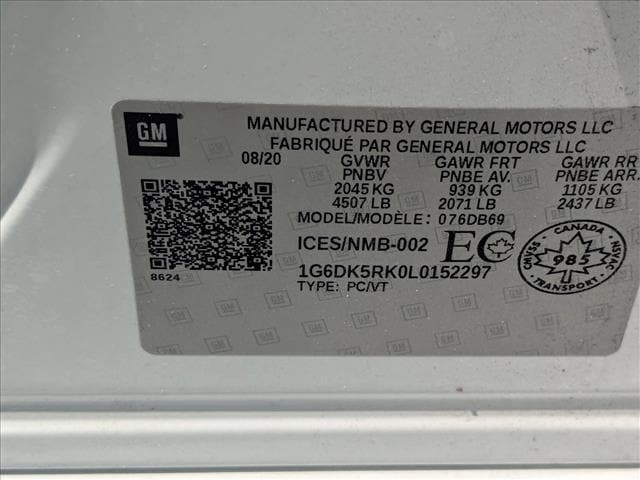 GM
MANUFACTURED BY GENERAL MOTORS LLC
FABRIQUÉ PAR GENERAL MOTORS LLC
08/20 GVWR GAWR FRT GAWR RR
PNBV PNBE AV. PNBE ARR.
2045 KG 939 KG 1105 KG
4507 LB 2071 LB 2437 LB
MODEL/MODÈLE: 076DB69
ICES/NMB-002 EC
1G6DK5RK0L0152297
TYPE: PC/VT
8624
CANADA
CMVSS 985 NSVAC
TRANSPORT